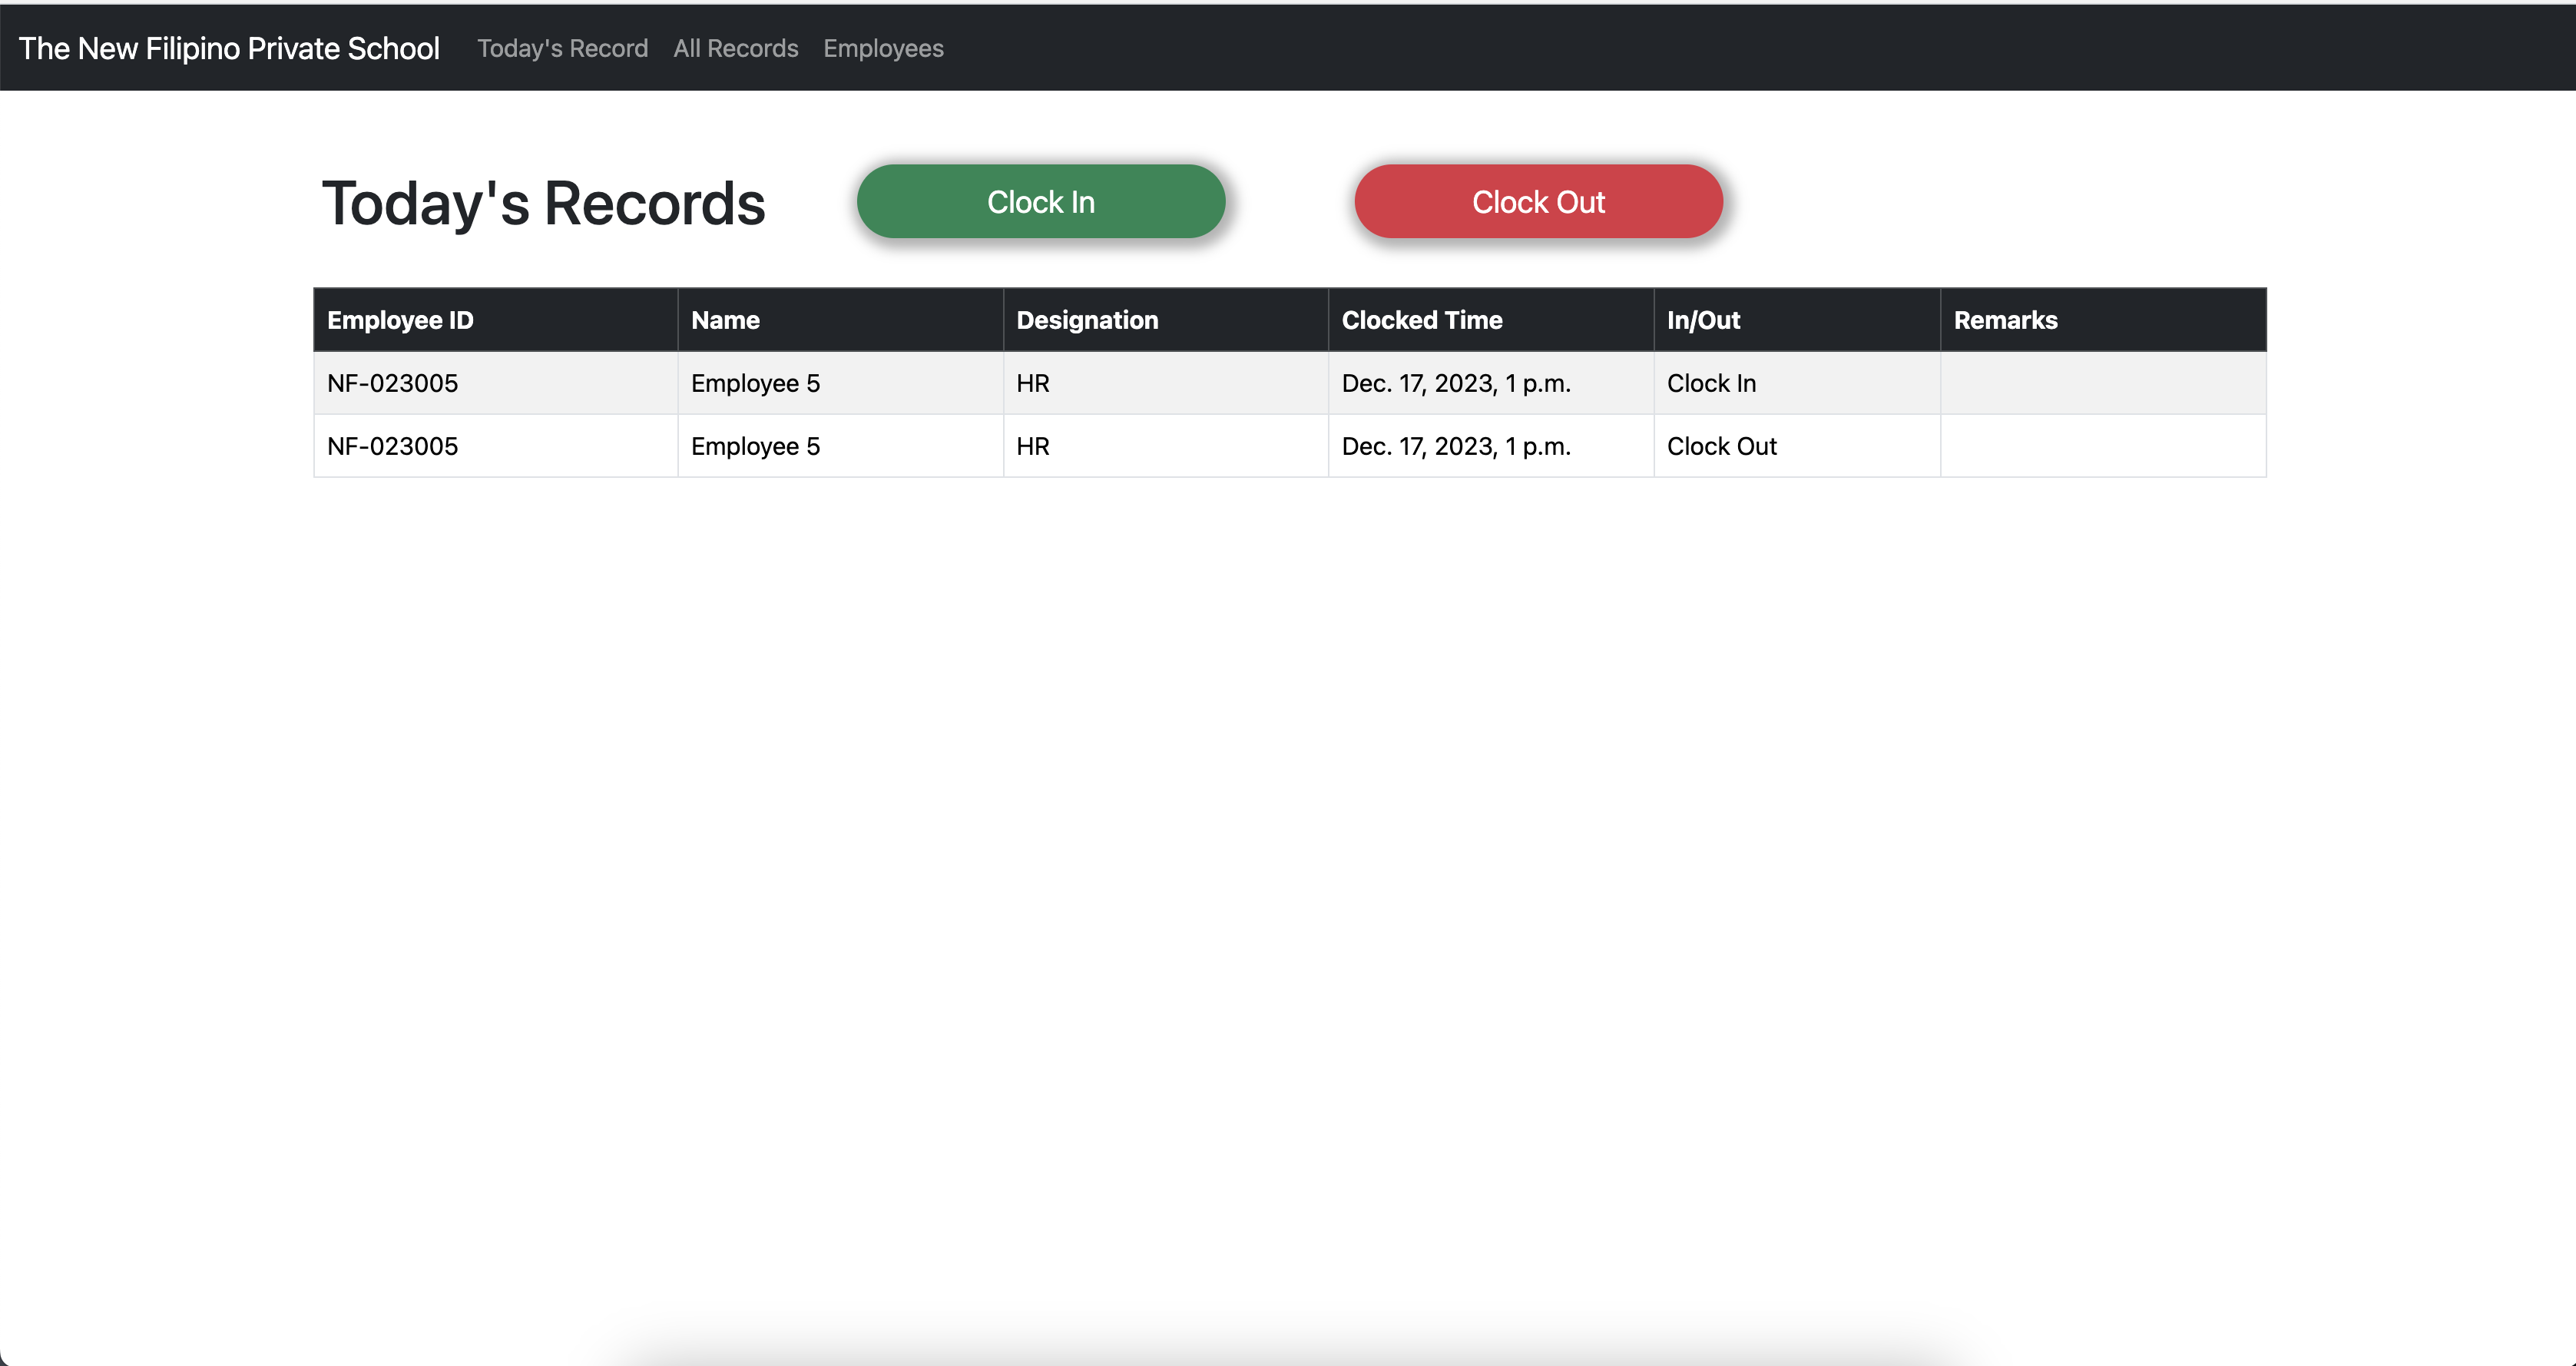 The New Filipino Private School Today's Record All Records Employees
Today's Records Clock In Clock Out
Employee ID Name Designation Clocked Time In/Out Remarks
NF-023005 Employee 5 HR Dec. 17, 2023, 1 p.m. Clock In
NF-023005 Employee 5 HR Dec. 17, 2023, 1 p.m. Clock Out